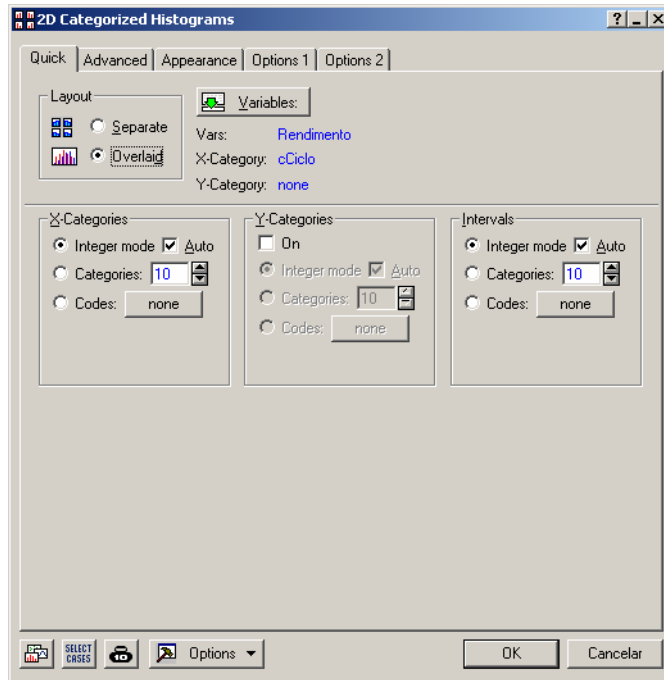 2D Categorized Histograms
Quick Advanced Appearance Options 1 Options 2
Layout
Separate
Overlaid
Variables:
Vars: Rendimento
X-Category: cCiclo
Y-Category: none
X-Categories
Integer mode Auto
Categories: 10
Codes: none
Y-Categories
On
Integer mode Auto
Categories: 10
Codes: none
Intervals
Integer mode Auto
Categories: 10
Codes: none
SELECT
CASES
Options
OK
Cancelar